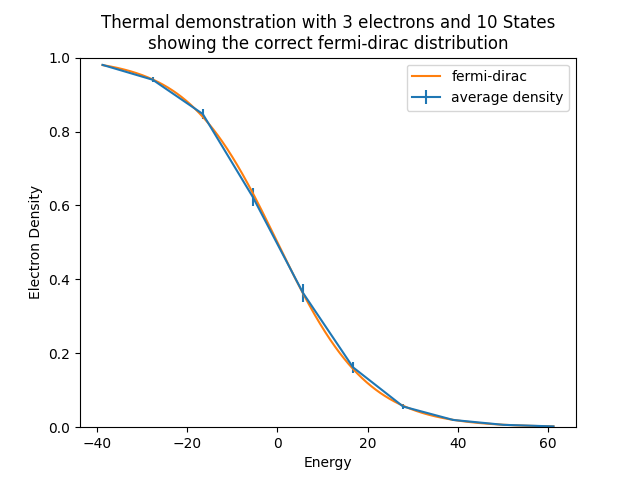 Thermal demonstration with 3 electrons and 10 States
showing the correct fermi-dirac distribution
fermi-dirac
average density
Electron Density
1.0
0.8
0.6
0.4
0.2
0.0
−40 −20 0 20 40 60
Energy